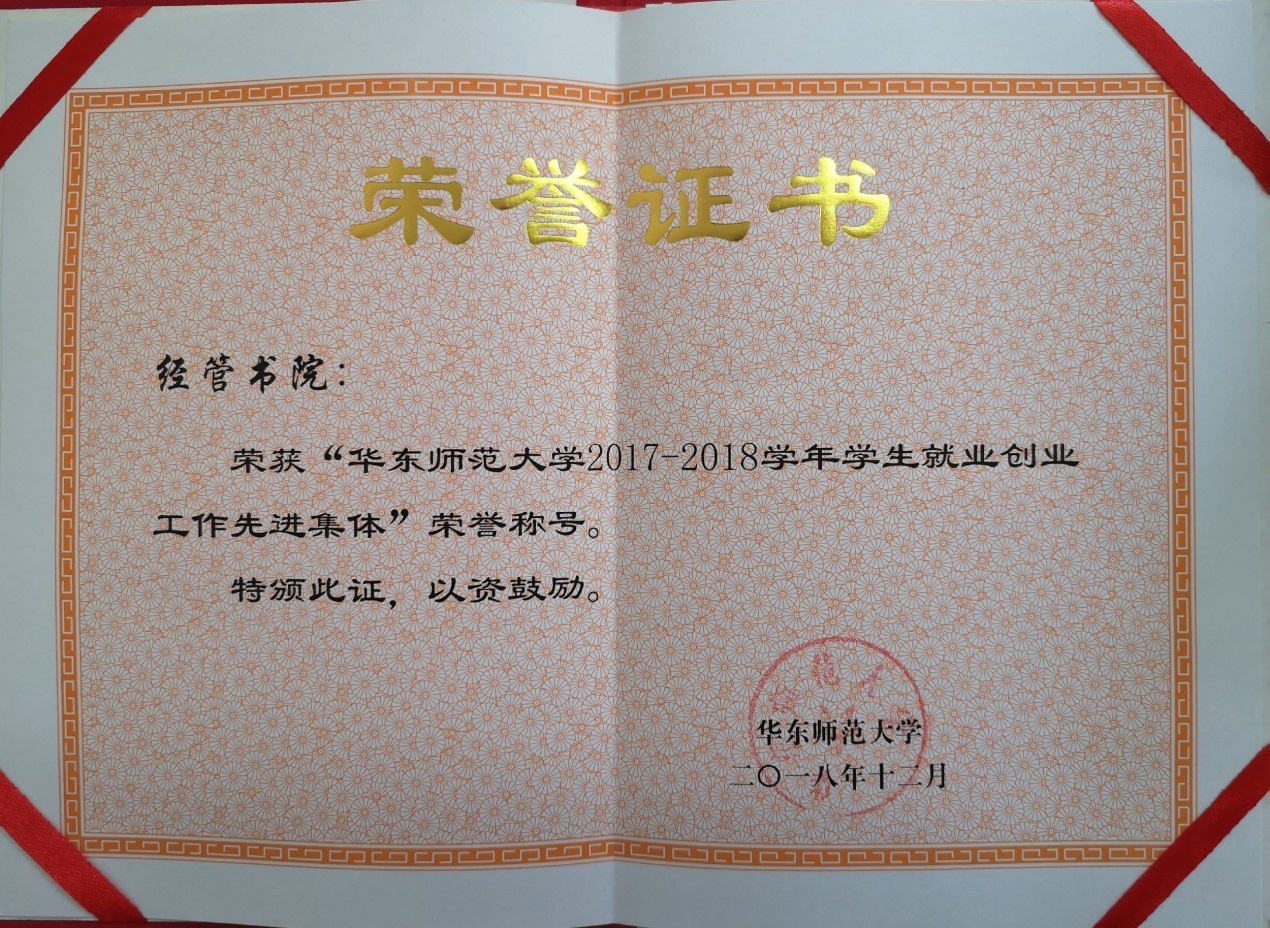 荣誉证书
经管书院：
荣获“华东师范大学2017-2018学年学生就业创业
工作先进集体”荣誉称号。
特颁此证，以资鼓励。
华东师范大学
二〇一八年十二月